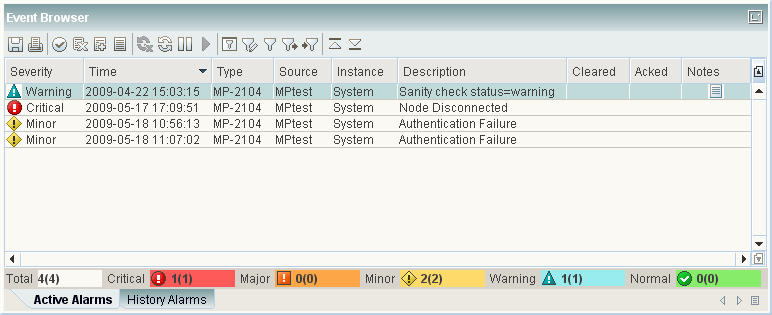 Event Browser
Severity Time Type Source Instance Description Cleared Acked Notes
Warning 2009-04-22 15:03:15 MP-2104 MPtest System Sanity check status=warning
Critical 2009-05-17 17:09:51 MP-2104 MPtest System Node Disconnected
Minor 2009-05-18 10:56:13 MP-2104 MPtest System Authentication Failure
Minor 2009-05-18 11:07:02 MP-2104 MPtest System Authentication Failure
Total 4(4) Critical 1(1) Major 0(0) Minor 2(2) Warning 1(1) Normal 0(0)
Active Alarms History Alarms